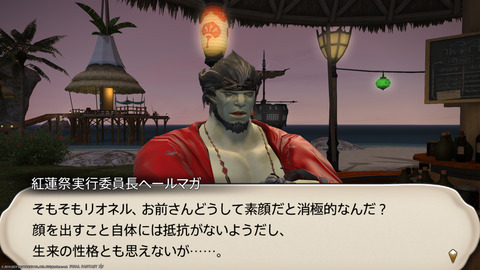 紅蓮祭実行委員長ヘールマガ
そもそもリオネル、お前さんどうして素顔だと消極的なんだ？
顔を出すこと自体には抵抗がないようだし、
生来の性格とも思えないが……。